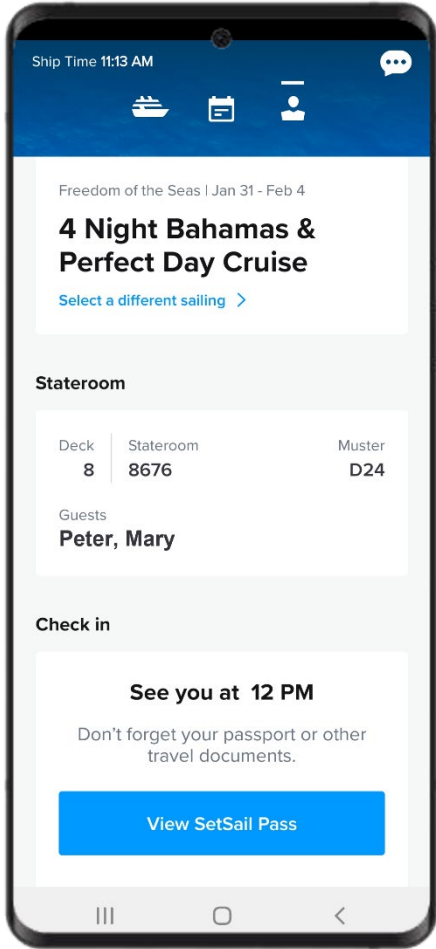 Ship Time 11:13 AM
Freedom of the Seas | Jan 31 - Feb 4
4 Night Bahamas &
Perfect Day Cruise
Select a different sailing >
Stateroom
Deck Stateroom Muster
8 8676 D24
Guests
Peter, Mary
Check in
See you at 12 PM
Don't forget your passport or other
travel documents.
View SetSail Pass